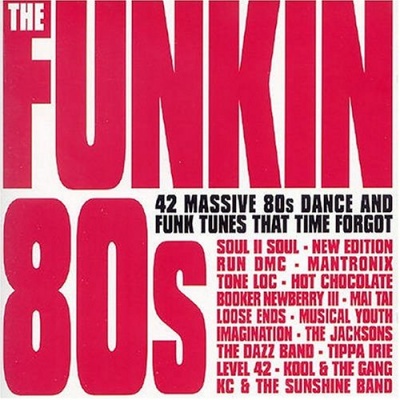 THE
FUNKIN
80s
42 MASSIVE 80s DANCE AND
FUNK TUNES THAT TIME FORGOT
SOUL II SOUL - NEW EDITION
RUN DMC - MANTRONIX
TONE LOC - HOT CHOCOLATE
BOOKER NEWBERRY III - MAI TAI
LOOSE ENDS - MUSICAL YOUTH
IMAGINATION - THE JACKSONS
THE DAZZ BAND - TIPPA IRIE
LEVEL 42 - KOOL & THE GANG
KC & THE SUNSHINE BAND